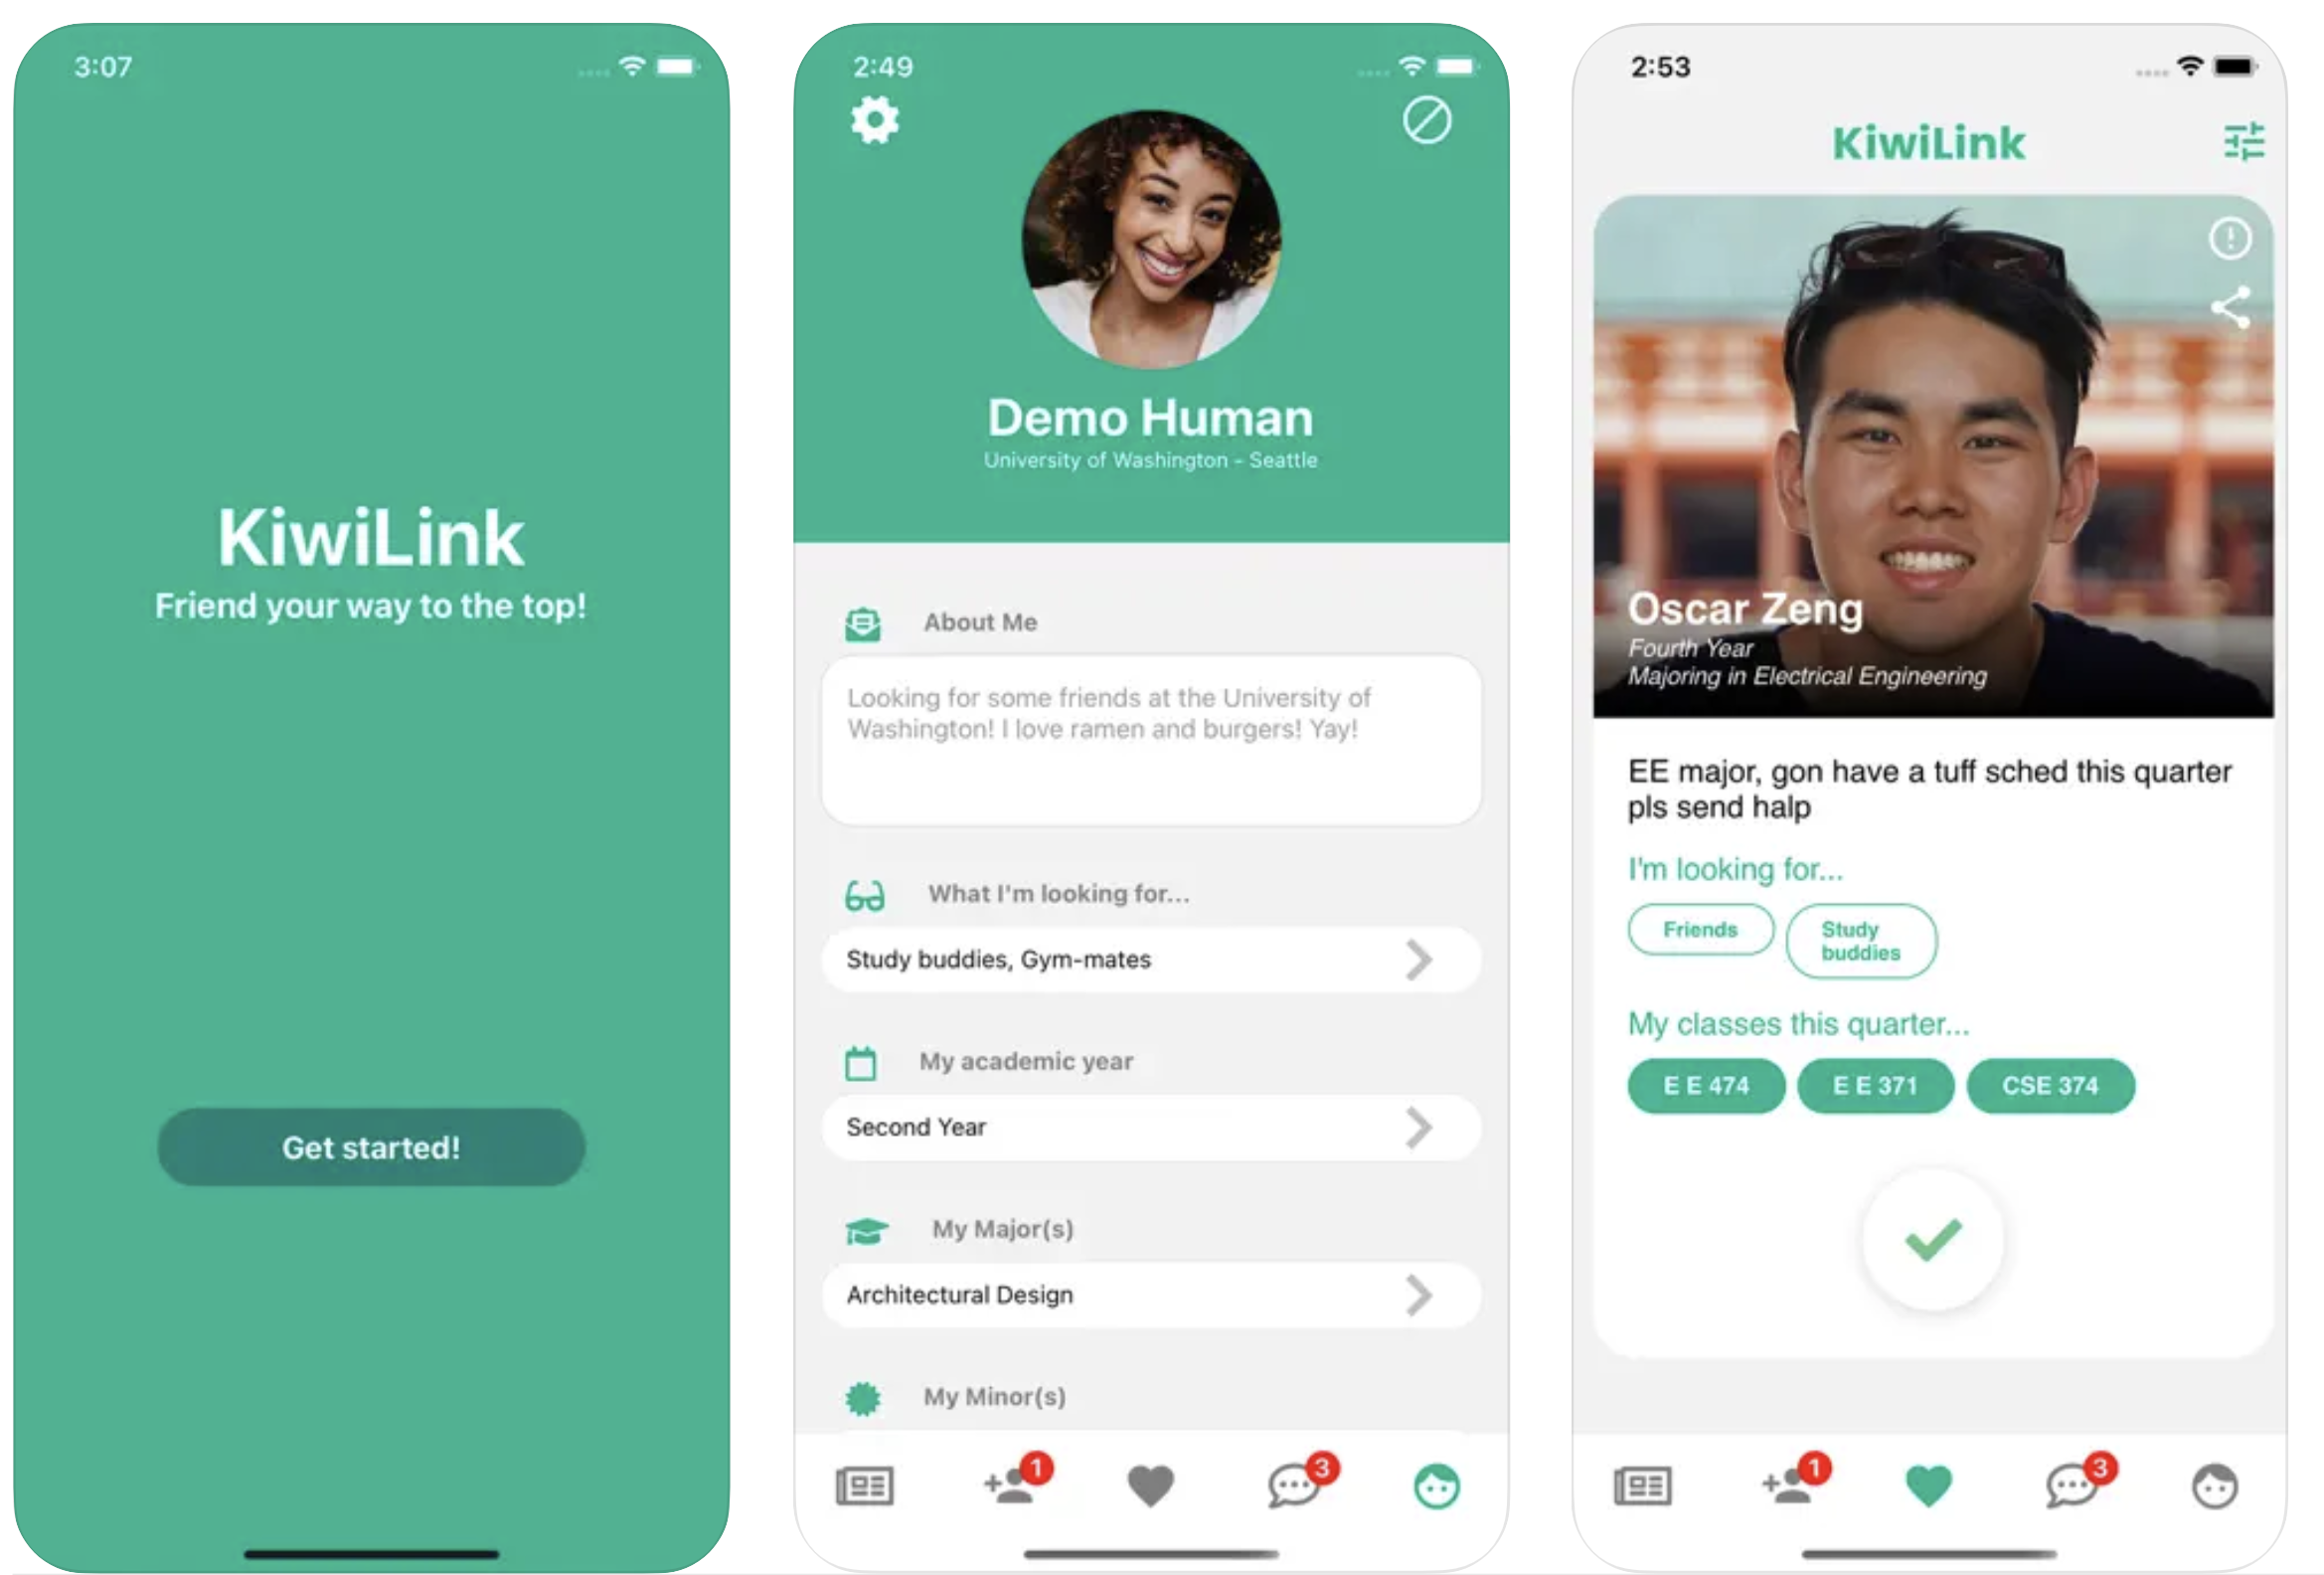 3:07
KiwiLink
Friend your way to the top!
Get started!
2:49
Demo Human
University of Washington - Seattle
About Me
Looking for some friends at the University of
Washington! I love ramen and burgers! Yay!
What I'm looking for...
Study buddies, Gym-mates
My academic year
Second Year
My Major(s)
Architectural Design
My Minor(s)
1
3
2:53
KiwiLink
Oscar Zeng
Fourth Year
Majoring in Electrical Engineering
EE major, gon have a tuff sched this quarter
pls send halp
I'm looking for...
Friends
Study
buddies
My classes this quarter...
E E 474
E E 371
CSE 374
1
3